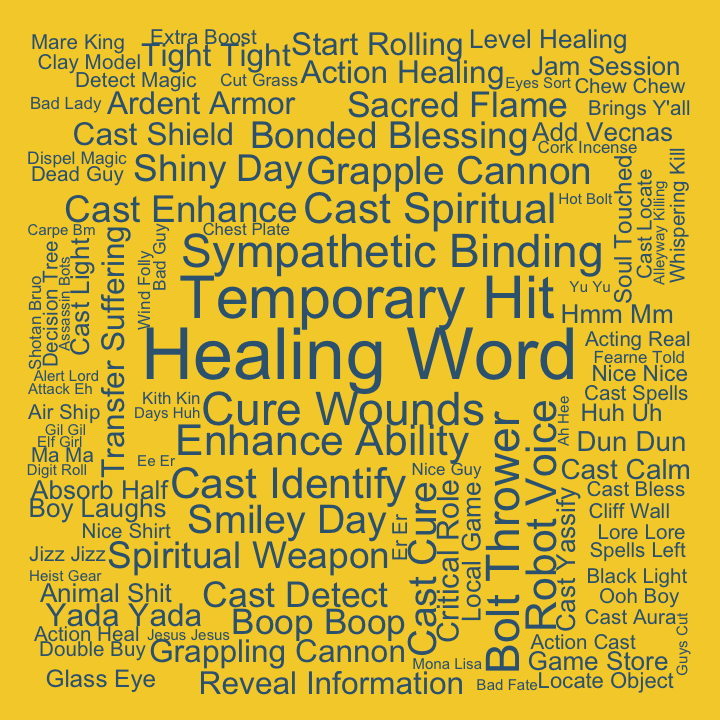 Mare King
Extra Boost
Tight Tight
Start Rolling
Level Healing
Clay Model
Detect Magic
Cut Grass
Action Healing
Jam Session
Eyes Sort
Chew Chew
Bad Lady
Ardent Armor
Sacred Flame
Brings Y'all
Cast Shield
Bonded Blessing
Add Vecnas
Cork Incense
Dispel Magic
Dead Guy
Shiny Day
Grapple Cannon
Soul Touched
Cast Locate
Alleyway Killing
Whispering Kill
Cast Enhance
Cast Spiritual
Hot Bolt
Carpe Bm
Chest Plate
Shotan Bruo
Decision Tree
Assassin Bots
Cast Light
Transfer Suffering
Wind Folly
Bad Guy
Sympathetic Binding
Temporary Hit
Yu Yu
Hmm Mm
Healing Word
Acting Real
Fearne Told
Nice Nice
Alert Lord
Attack Eh
Cast Spells
Air Ship
Kith Kin
Days Huh
Cure Wounds
Ah Hee
Huh Uh
Gil Gil
Elf Girl
Ma Ma
Enhance Ability
Dun Dun
Digit Roll
Ee Er
Cast Identify
Nice Guy
Cast Calm
Absorb Half
Boy Laughs
Cast Bless
Smiley Day
Er Er
Cast Cure
Critical Role
Local Game
Bolt Thrower
Robot Voice
Cast Yassify
Cliff Wall
Nice Shirt
Lore Lore
Jizz Jizz
Spiritual Weapon
Spells Left
Heist Gear
Black Light
Animal Shit
Cast Detect
Ooh Boy
Yada Yada
Boop Boop
Cast Aura
Guys Cut
Action Heal
Jesus Jesus
Double Buy
Grappling Cannon
Action Cast
Mona Lisa
Game Store
Glass Eye
Reveal Information
Bad Fate
Locate Object